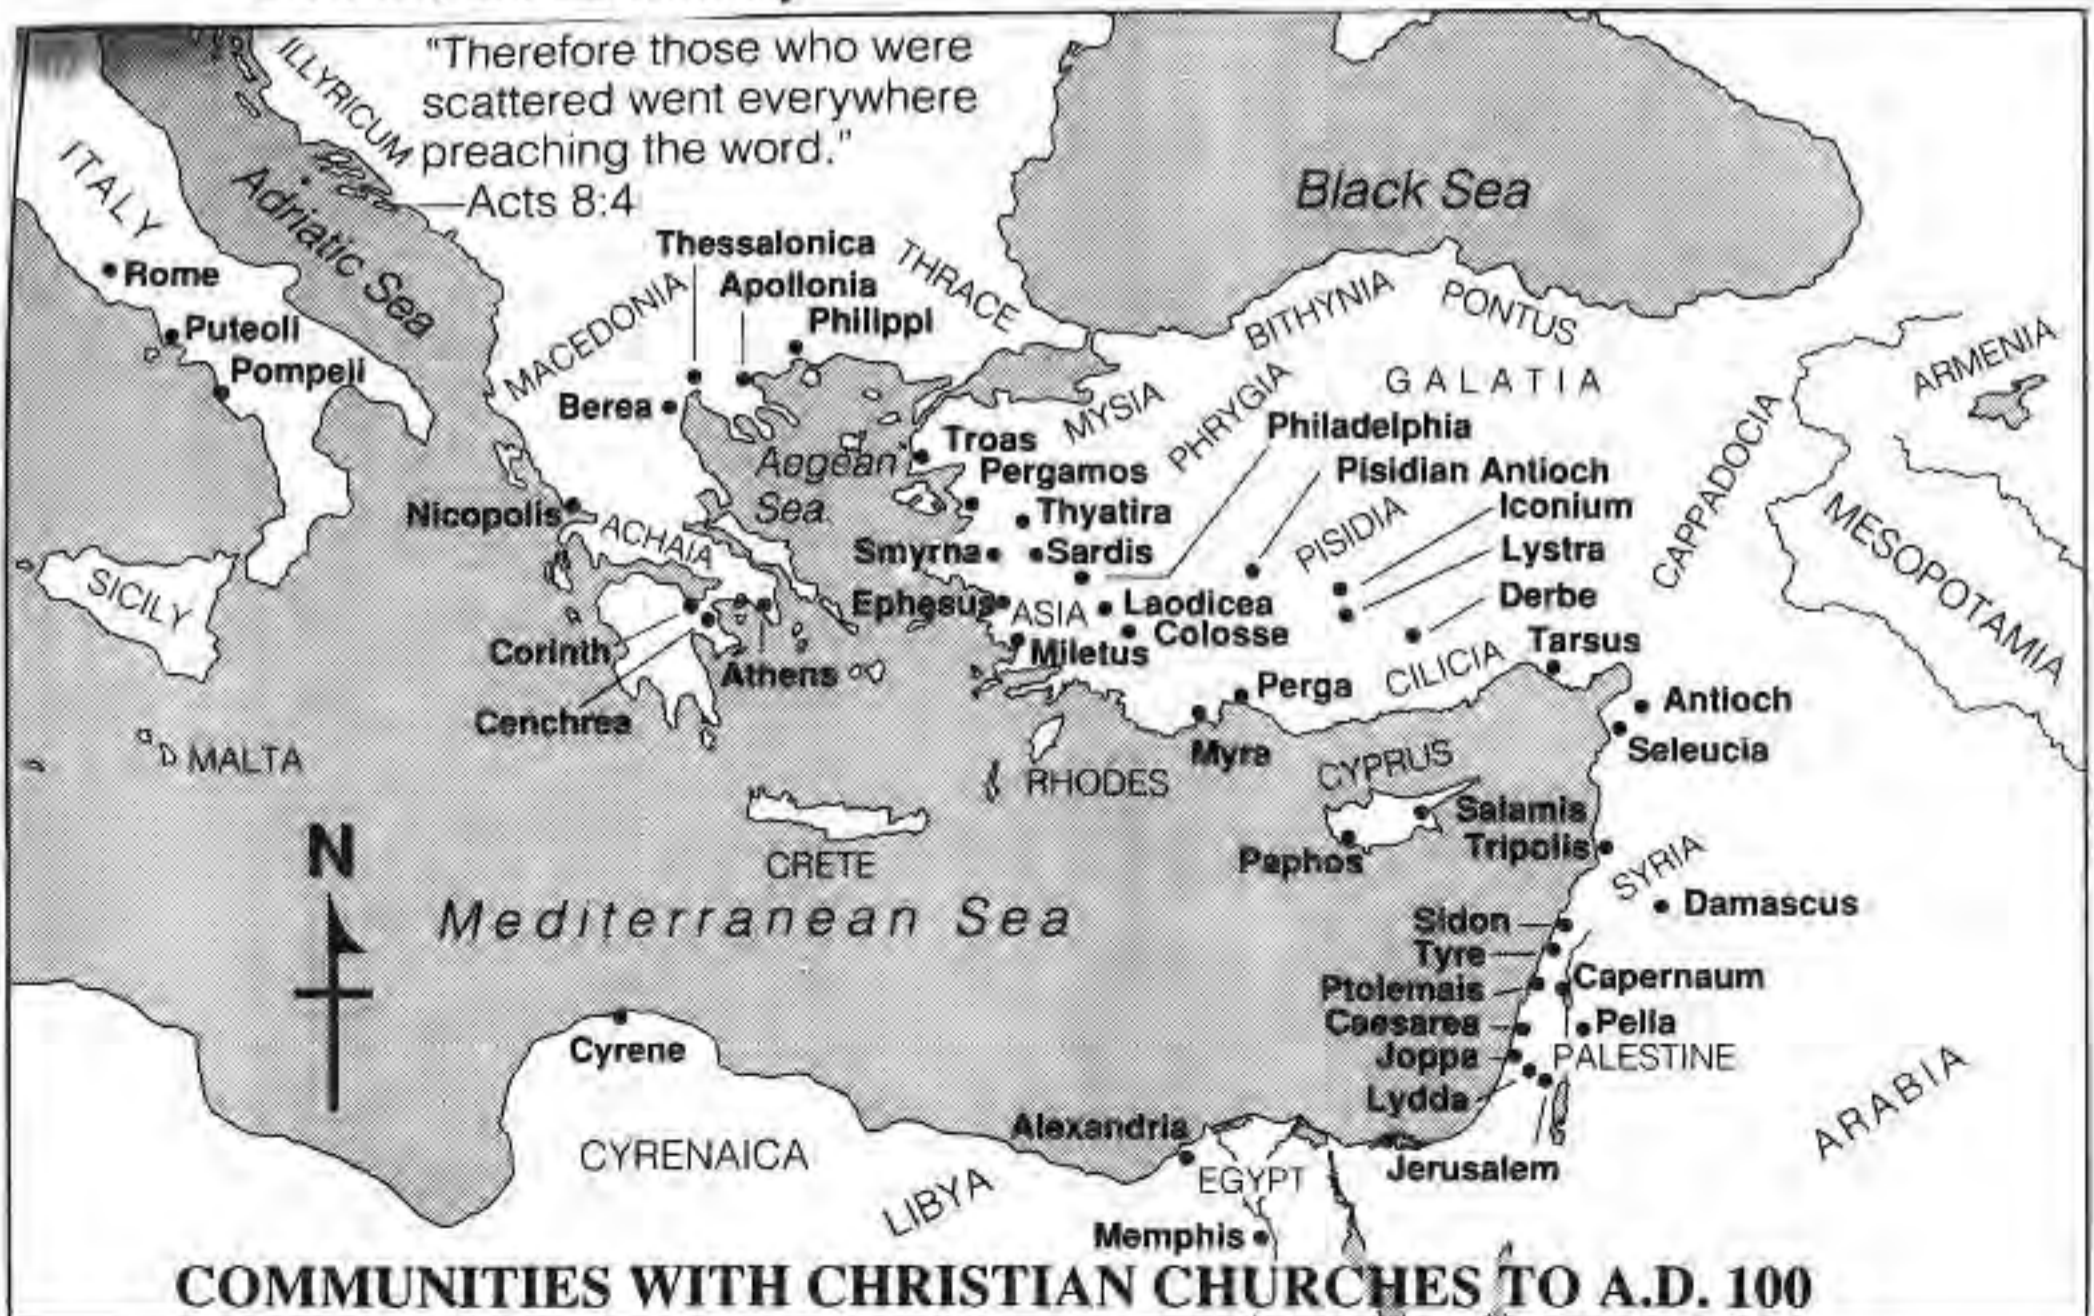 ILLYRICUM
"Therefore those who were
scattered went everywhere
preaching the word."
—Acts 8:4
ITALY
Adriatic Sea
Black Sea
Rome
Puteoli
Pompeii
Thessalonica
Apollonia
Philippi
THRACE
MACEDONIA
Berea
BITHYNIA
PONTUS
GALATIA
ARMENIA
MYSIA
PHRYGIA
CAPPADOCIA
MESOPOTAMIA
Troas
Philadelphia
Aegean
Sea
Pergamos
Pisidian Antioch
Thyatira
Iconium
PISIDIA
Nicopolis
ACHAIA
Smyrna
Sardis
Lystra
SICILY
Ephesus
ASIA
Laodicea
Derbe
Colosse
Corinth
Athens
Miletus
Tarsus
CILICIA
Perga
Cenchrea
Antioch
Myra
Seleucia
MALTA
RHODES
CYPRUS
Salamis
Paphos
Tripolis
N
CRETE
SYRIA
Mediterranean Sea
Damascus
Sidon
Tyre
Ptolemais
Capernaum
Caesarea
Pella
Cyrene
Joppa
PALESTINE
Lydda
ARABIA
Alexandria
CYRENAICA
LIBYA
EGYPT
Jerusalem
Memphis
COMMUNITIES WITH CHRISTIAN CHURCHES TO A.D. 100